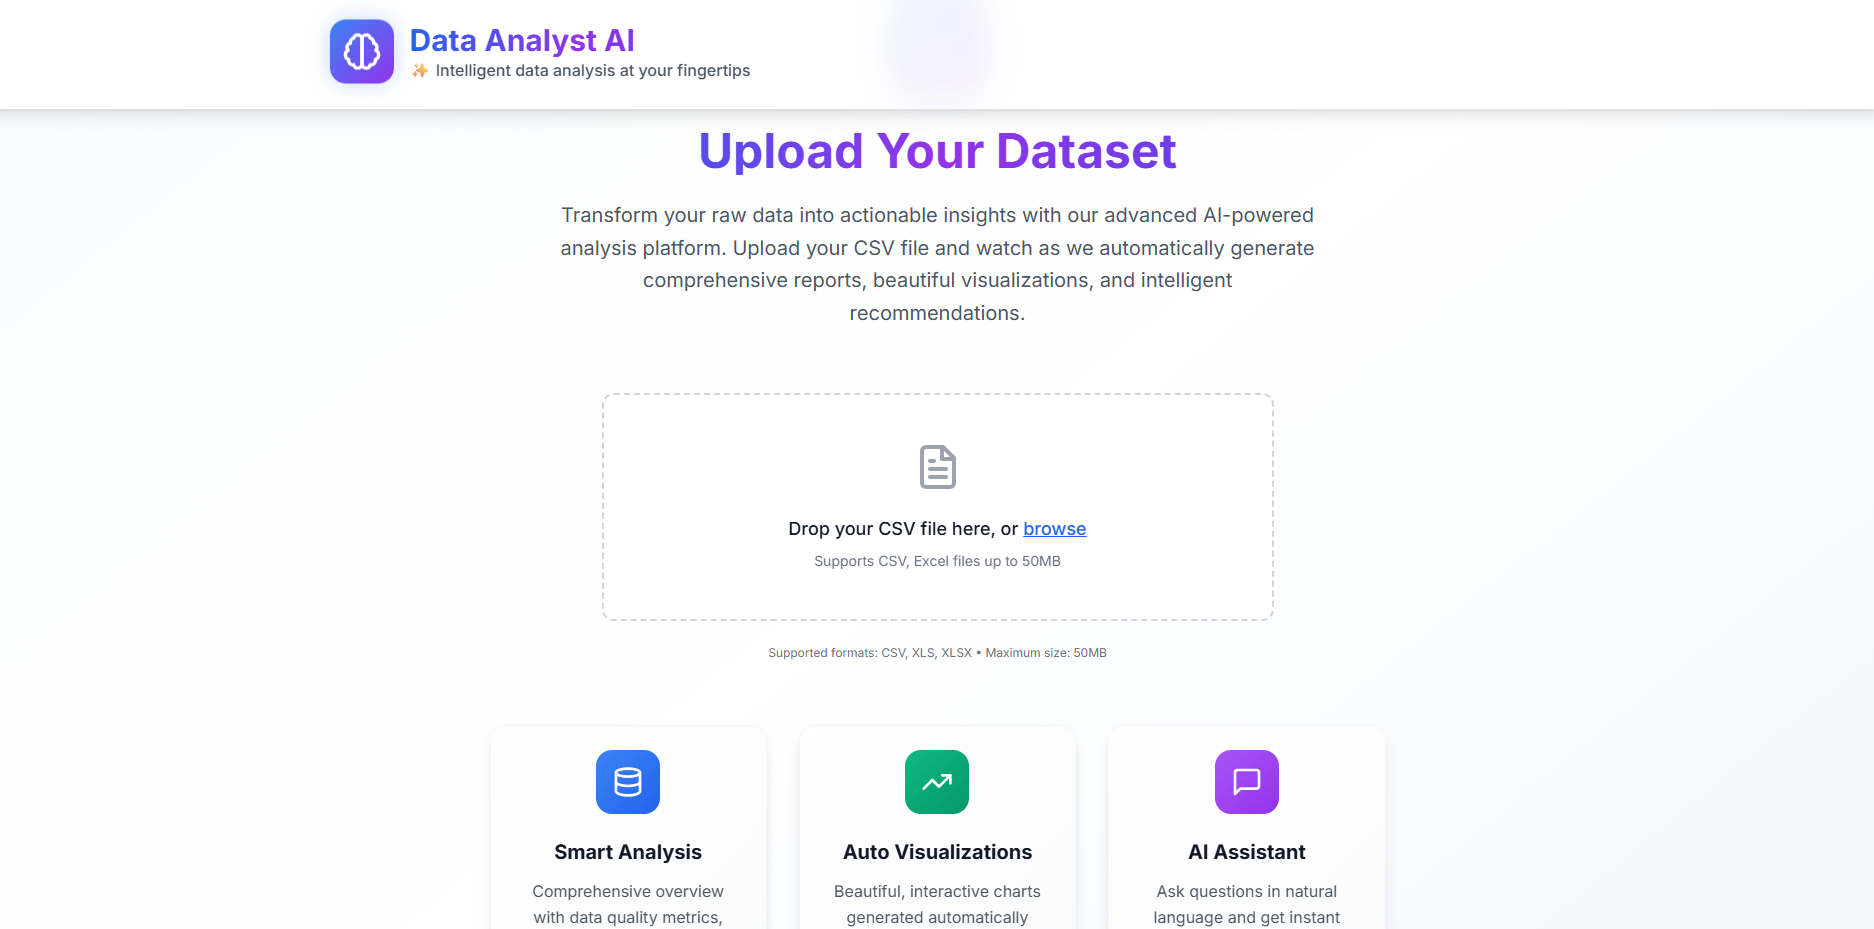 Data Analyst AI
✨ Intelligent data analysis at your fingertips
Upload Your Dataset
Transform your raw data into actionable insights with our advanced AI-powered
analysis platform. Upload your CSV file and watch as we automatically generate
comprehensive reports, beautiful visualizations, and intelligent
recommendations.
Drop your CSV file here, or browse
Supports CSV, Excel files up to 50MB
Supported formats: CSV, XLS, XLSX • Maximum size: 50MB
Smart Analysis
Comprehensive overview
with data quality metrics,
Auto Visualizations
Beautiful, interactive charts
generated automatically
AI Assistant
Ask questions in natural
language and get instant